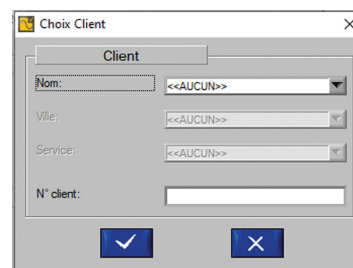 Choix Client
Client
Nom: <<AUCUN>>
Ville: <<AUCUN>>
Service: <<AUCUN>>
N° client: